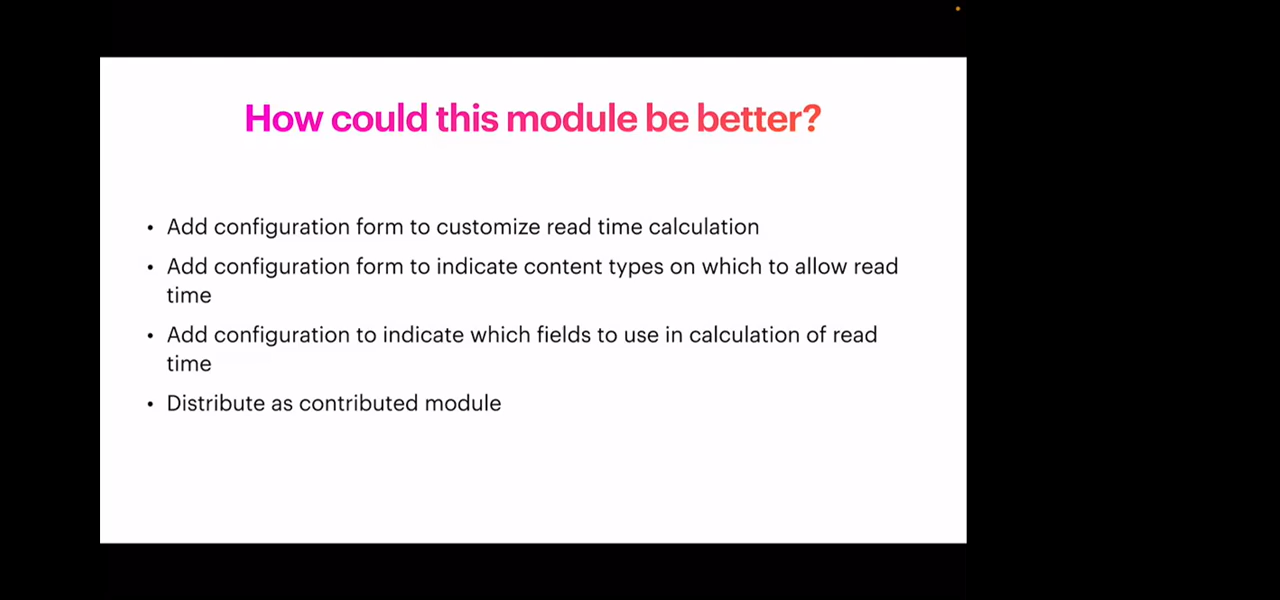 How could this module be better?
• Add configuration form to customize read time calculation
• Add configuration form to indicate content types on which to allow read
time
• Add configuration to indicate which fields to use in calculation of read
time
• Distribute as contributed module